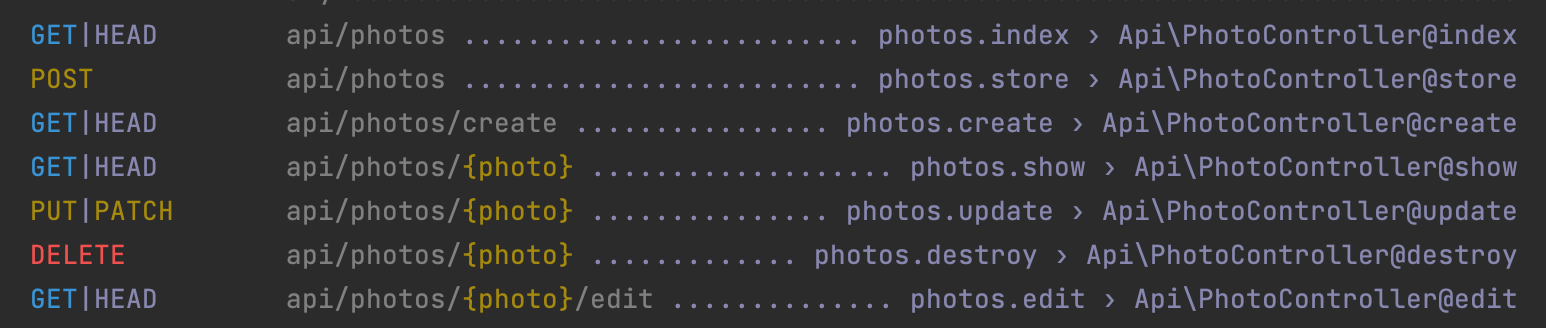 GET|HEAD api/photos ......................... photos.index › Api\PhotoController@index
POST api/photos ......................... photos.store › Api\PhotoController@store
GET|HEAD api/photos/create ................ photos.create › Api\PhotoController@create
GET|HEAD api/photos/{photo} ................... photos.show › Api\PhotoController@show
PUT|PATCH api/photos/{photo} ............... photos.update › Api\PhotoController@update
DELETE api/photos/{photo} ............. photos.destroy › Api\PhotoController@destroy
GET|HEAD api/photos/{photo}/edit .............. photos.edit › Api\PhotoController@edit